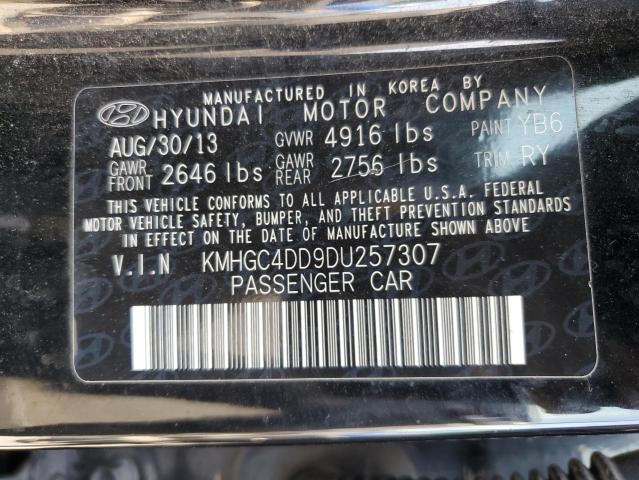 MANUFACTURED IN KOREA BY
HYUNDAI MOTOR COMPANY
AUG/30/13 GVWR 4916 lbs PAINT YB6
GAWR FRONT 2646 lbs GAWR REAR 2756 lbs TRIM RY
THIS VEHICLE CONFORMS TO ALL APPLICABLE U.S.A. FEDERAL
MOTOR VEHICLE SAFETY, BUMPER, AND THEFT PREVENTION STANDARDS
IN EFFECT ON THE DATE OF MANUFACTURE SHOWN ABOVE.
V.I.N KMHGC4DD9DU257307
PASSENGER CAR